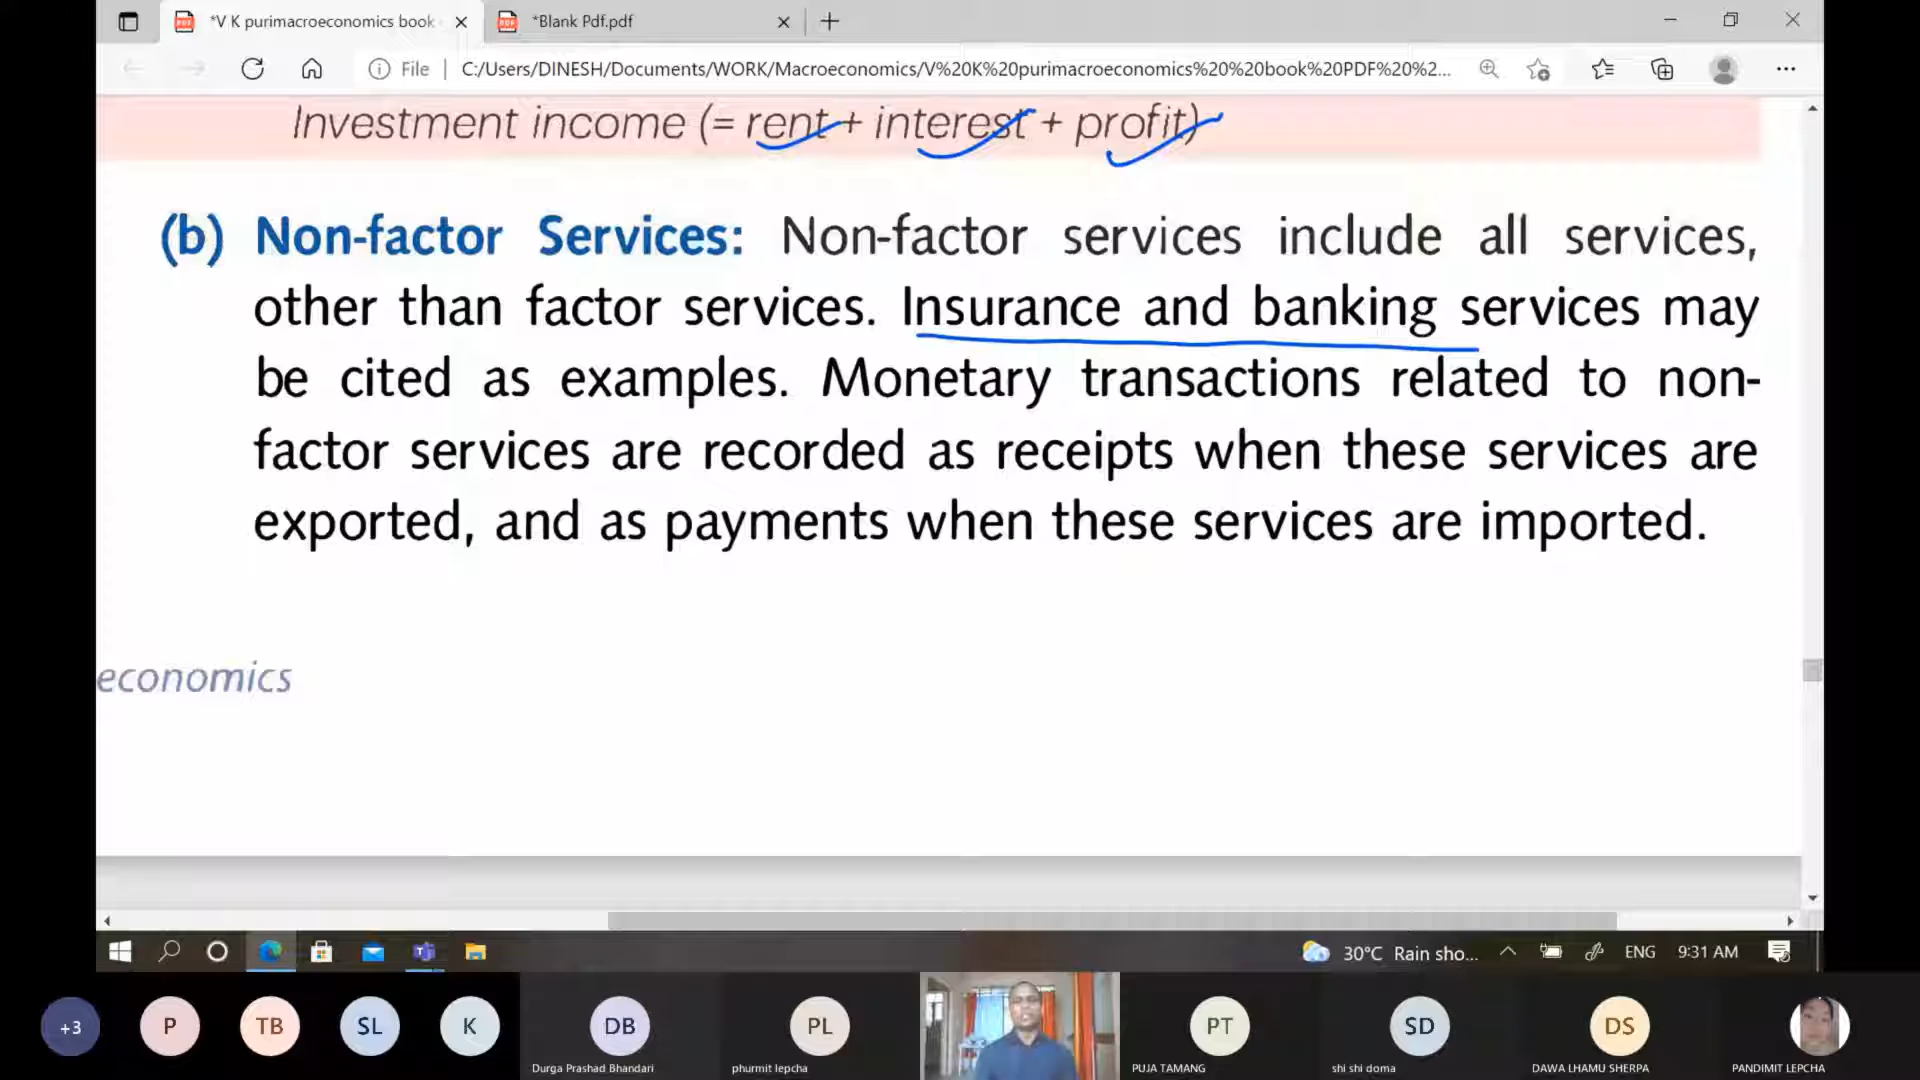 *V K purimacroeconomics book
*Blank Pdf.pdf
File
C:/Users/DINESH/Documents/WORK/Macroeconomics/V%20K%20purimacroeconomics%20%20book%20PDF%20%2...
Investment income (= rent + interest + profit)
(b) Non-factor Services: Non-factor services include all services,
other than factor services. Insurance and banking services may
be cited as examples. Monetary transactions related to non-
factor services are recorded as receipts when these services are
exported, and as payments when these services are imported.
economics
30°C Rain sho...
ENG
9:31 AM
+3
P
TB
SL
K
DB
PL
PT
SD
DS
Durga Prashad Bhandari
phurmit lepcha
PUJA TAMANG
shi shi doma
DAWA LHAMU SHERPA
PANDIMIT LEPCHA